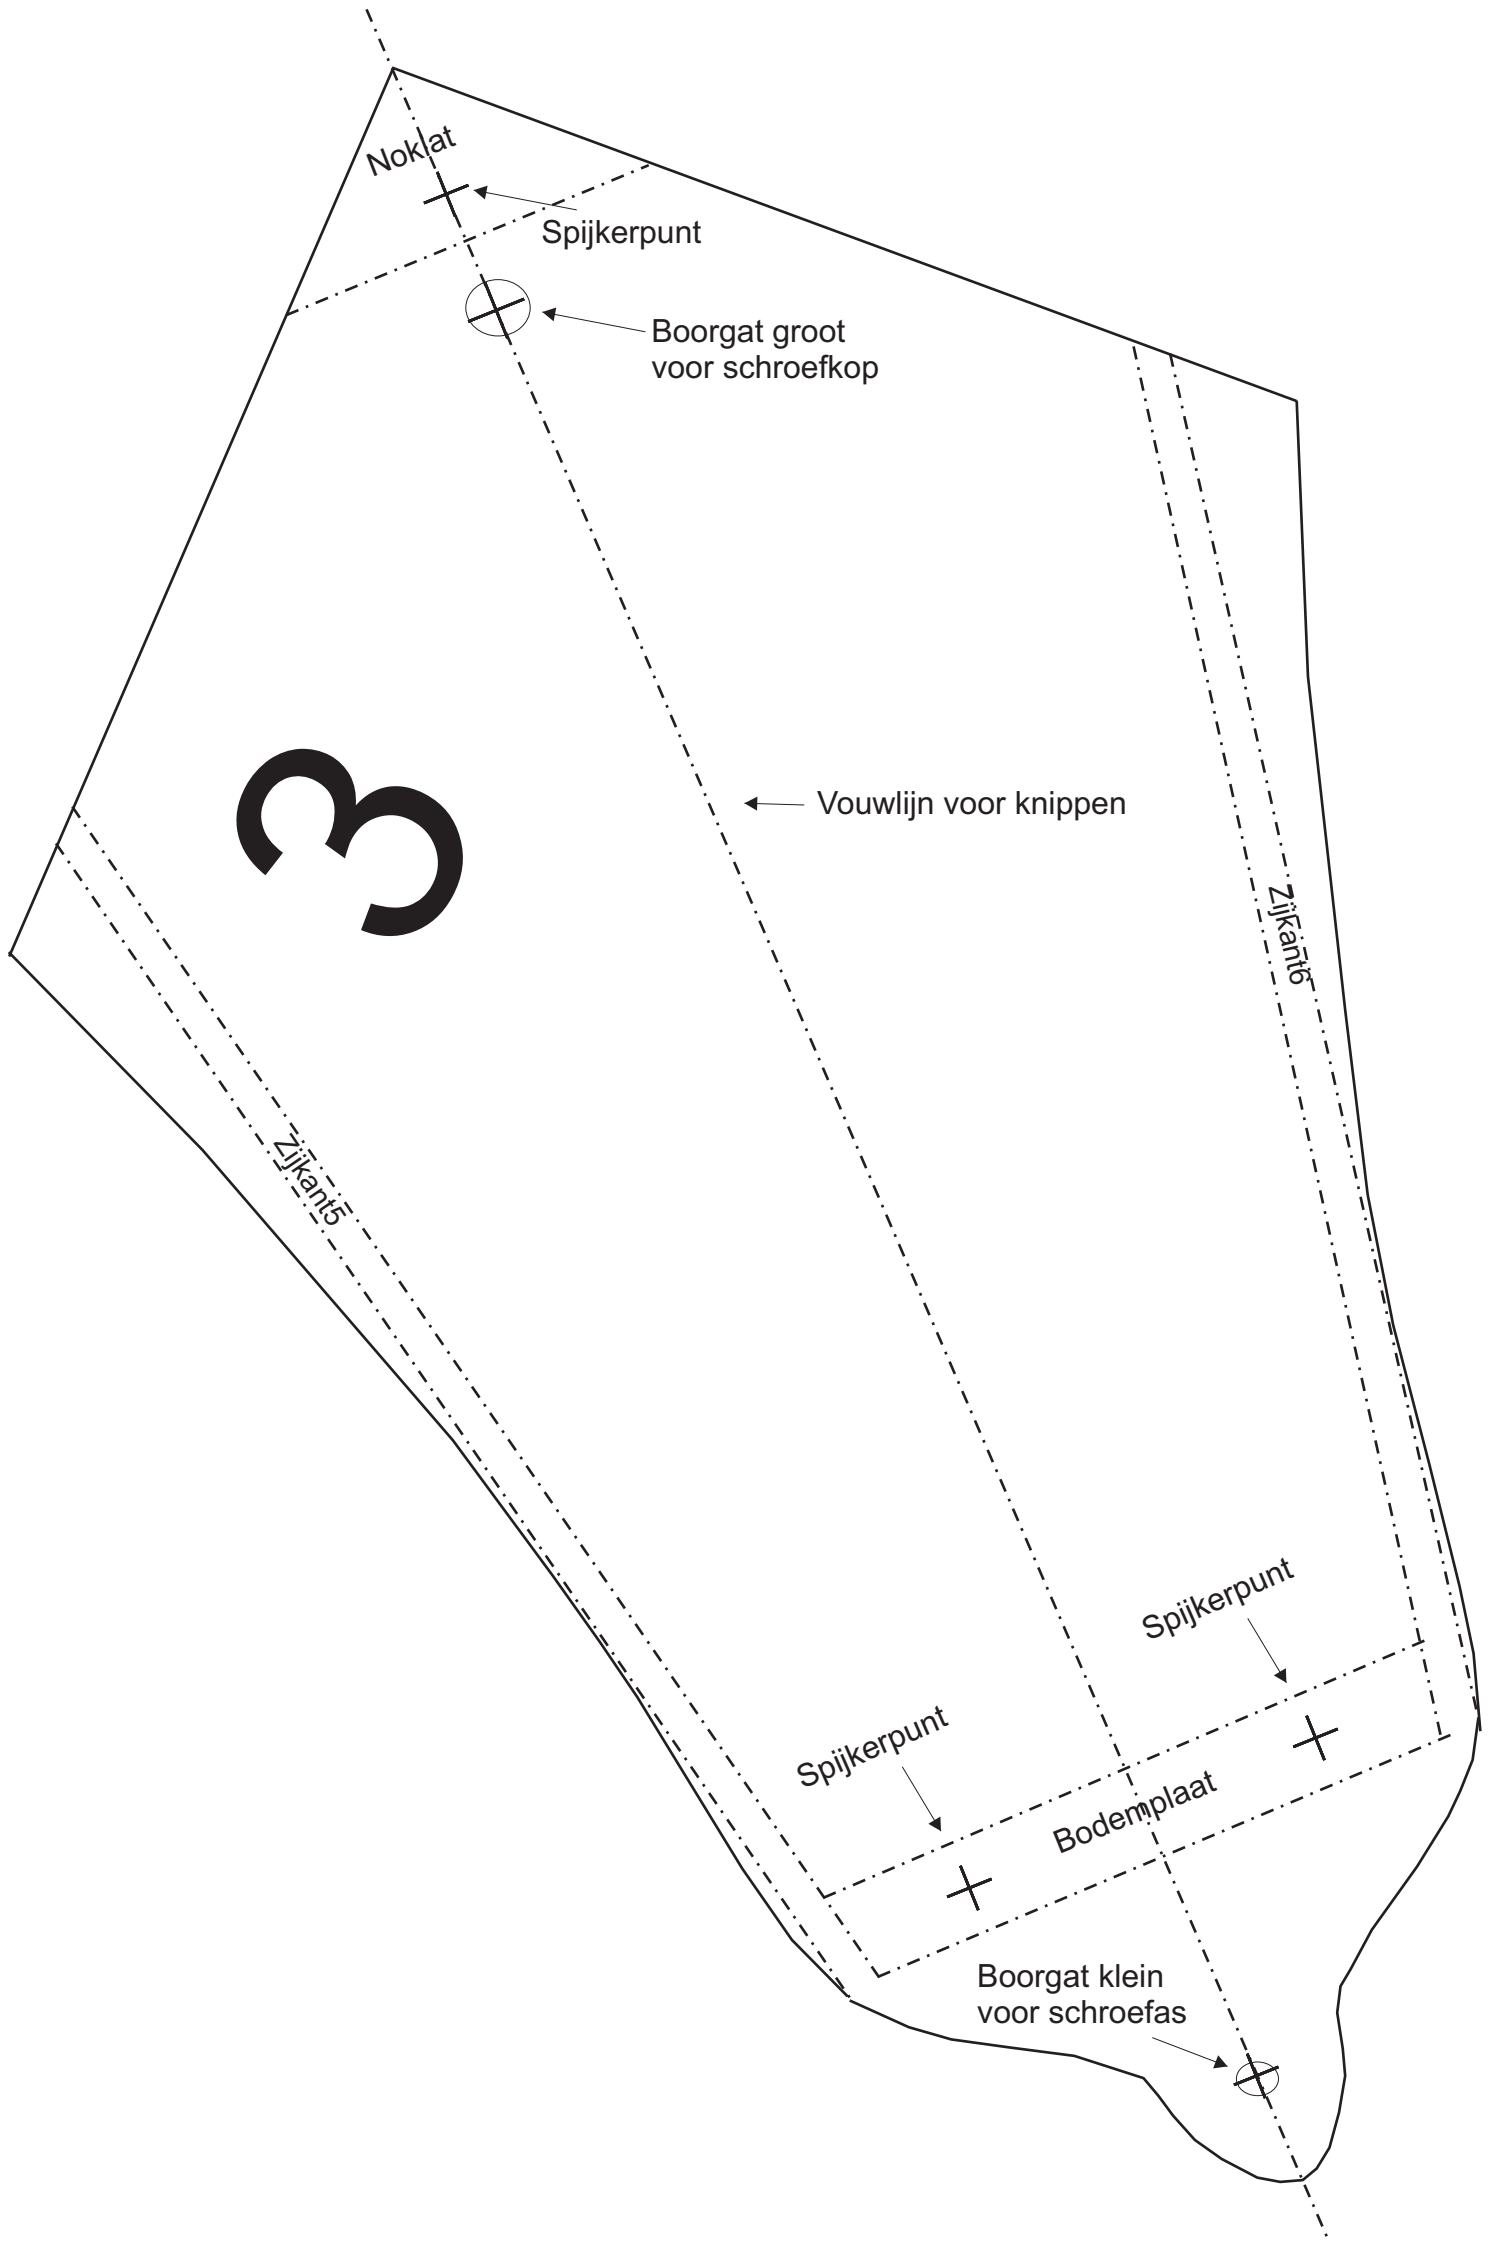 Noklat
Spijkerpunt
Boorgat groot
voor schroefkop
3
Vouwlijn voor knippen
Zijkant6
Zijkant5
Spijkerpunt
Spijkerpunt
Bodemplaat
Boorgat klein
voor schroefas